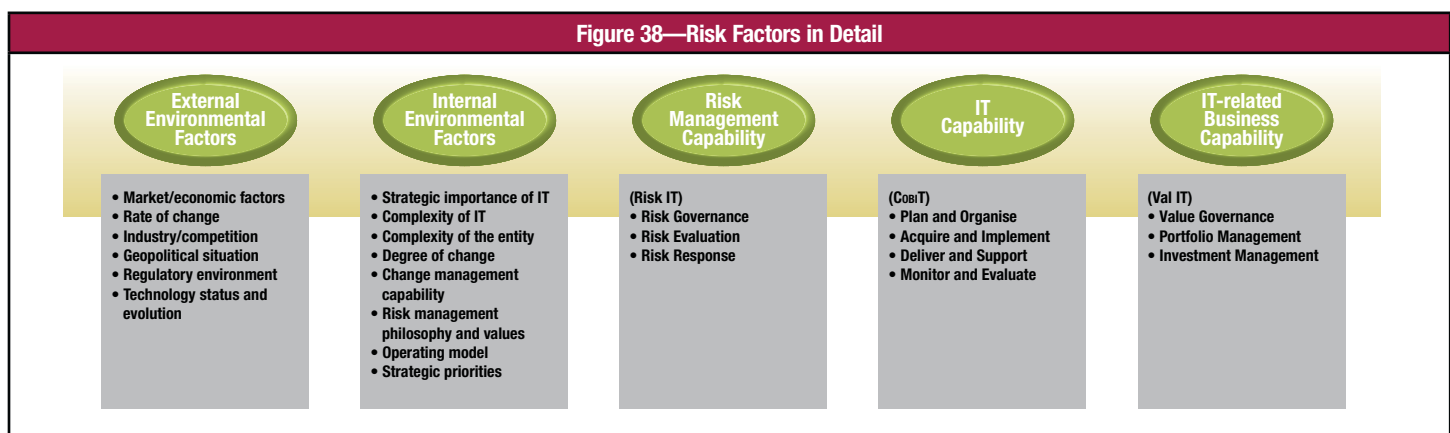 Figure 38—Risk Factors in Detail
External
Environmental
Factors
• Market/economic factors
• Rate of change
• Industry/competition
• Geopolitical situation
• Regulatory environment
• Technology status and
evolution
Internal
Environmental
Factors
• Strategic importance of IT
• Complexity of IT
• Complexity of the entity
• Degree of change
• Change management
capability
• Risk management
philosophy and values
• Operating model
• Strategic priorities
Risk
Management
Capability
(Risk IT)
• Risk Governance
• Risk Evaluation
• Risk Response
IT
Capability
(COBIT)
• Plan and Organise
• Acquire and Implement
• Deliver and Support
• Monitor and Evaluate
IT-related
Business
Capability
(Val IT)
• Value Governance
• Portfolio Management
• Investment Management